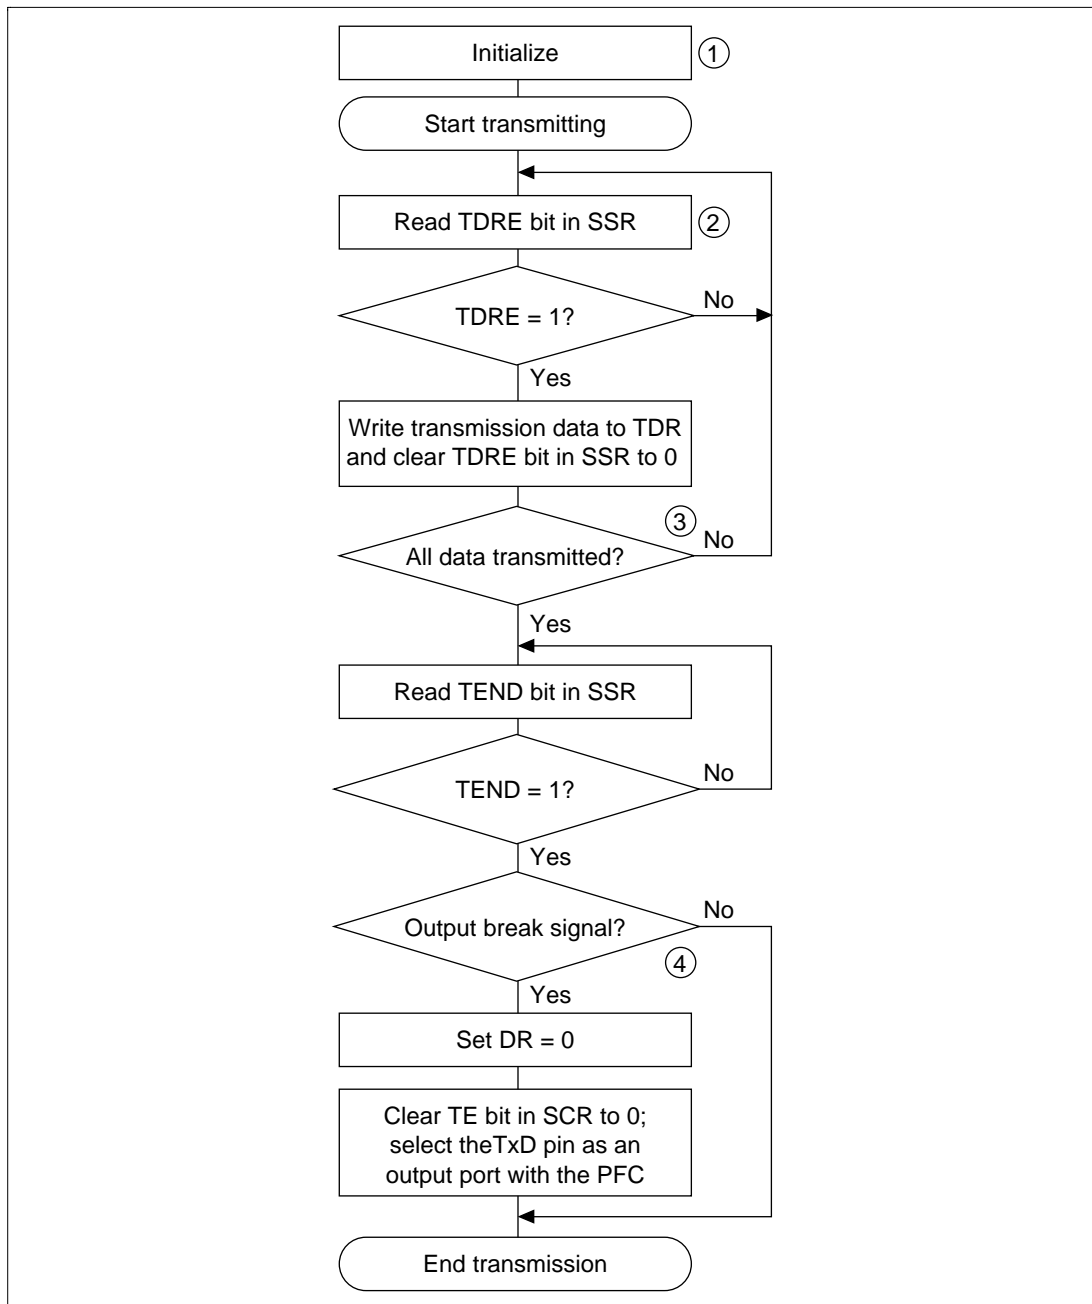 Initialize
①
Start transmitting
Read TDRE bit in SSR
②
TDRE = 1?
No
Yes
Write transmission data to TDR
and clear TDRE bit in SSR to 0
③
All data transmitted?
No
Yes
Read TEND bit in SSR
TEND = 1?
No
Yes
Output break signal?
No
④
Yes
Set DR = 0
Clear TE bit in SCR to 0;
select theTxD pin as an
output port with the PFC
End transmission